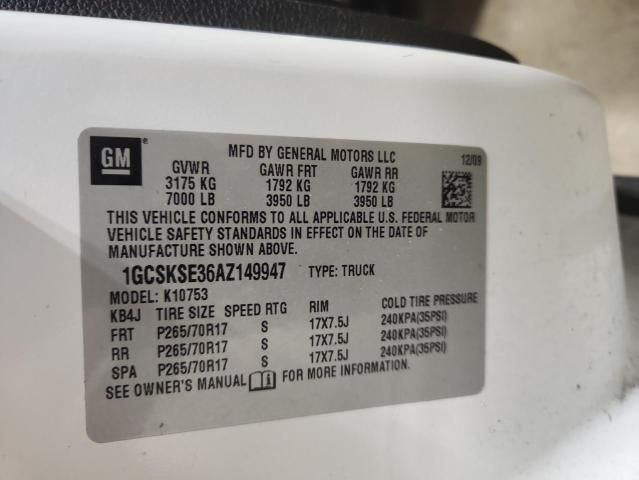 GM
MFD BY GENERAL MOTORS LLC
12/09
GVWR GAWR FRT GAWR RR
3175 KG 1792 KG 1792 KG
7000 LB 3950 LB 3950 LB
THIS VEHICLE CONFORMS TO ALL APPLICABLE U.S. FEDERAL MOTOR
VEHICLE SAFETY STANDARDS IN EFFECT ON THE DATE OF
MANUFACTURE SHOWN ABOVE.
1GCSKSE36AZ149947 TYPE: TRUCK
MODEL: K10753
KB4J TIRE SIZE SPEED RTG RIM COLD TIRE PRESSURE
FRT P265/70R17 S 17X7.5J 240KPA(35PSI)
RR P265/70R17 S 17X7.5J 240KPA(35PSI)
SPA P265/70R17 S 17X7.5J 240KPA(35PSI)
SEE OWNER'S MANUAL FOR MORE INFORMATION.